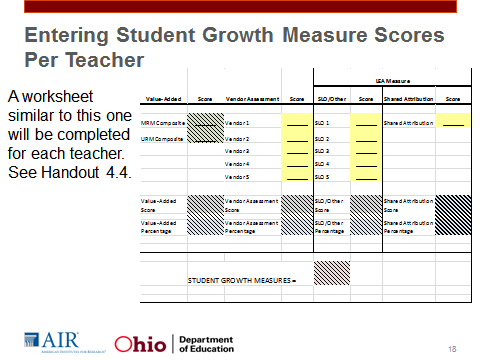 Entering Student Growth Measure Scores
Per Teacher
A worksheet
similar to this one
will be completed
for each teacher.
See Handout 4.4.
LEA Measure
Value-Added Score Vendor Assessment Score SLO/Other Score Shared Attribution Score
MRM Composite Vendor 1 SLO 1 Shared Attribution
URM Composite Vendor 2 SLO 2
Vendor 3 SLO 3
Vendor 4 SLO 4
Vendor 5 SLO 5
Value-Added Vendor Assessment SLO/Other Shared Attribution
Score Score Score Score
Value-Added Vendor Assessment SLO/Other Shared Attribution
Percentage Percentage Percentage Percentage
STUDENT GROWTH MEASURES =
AIR
AMERICAN INSTITUTES FOR RESEARCH
Ohio Department
of Education
18